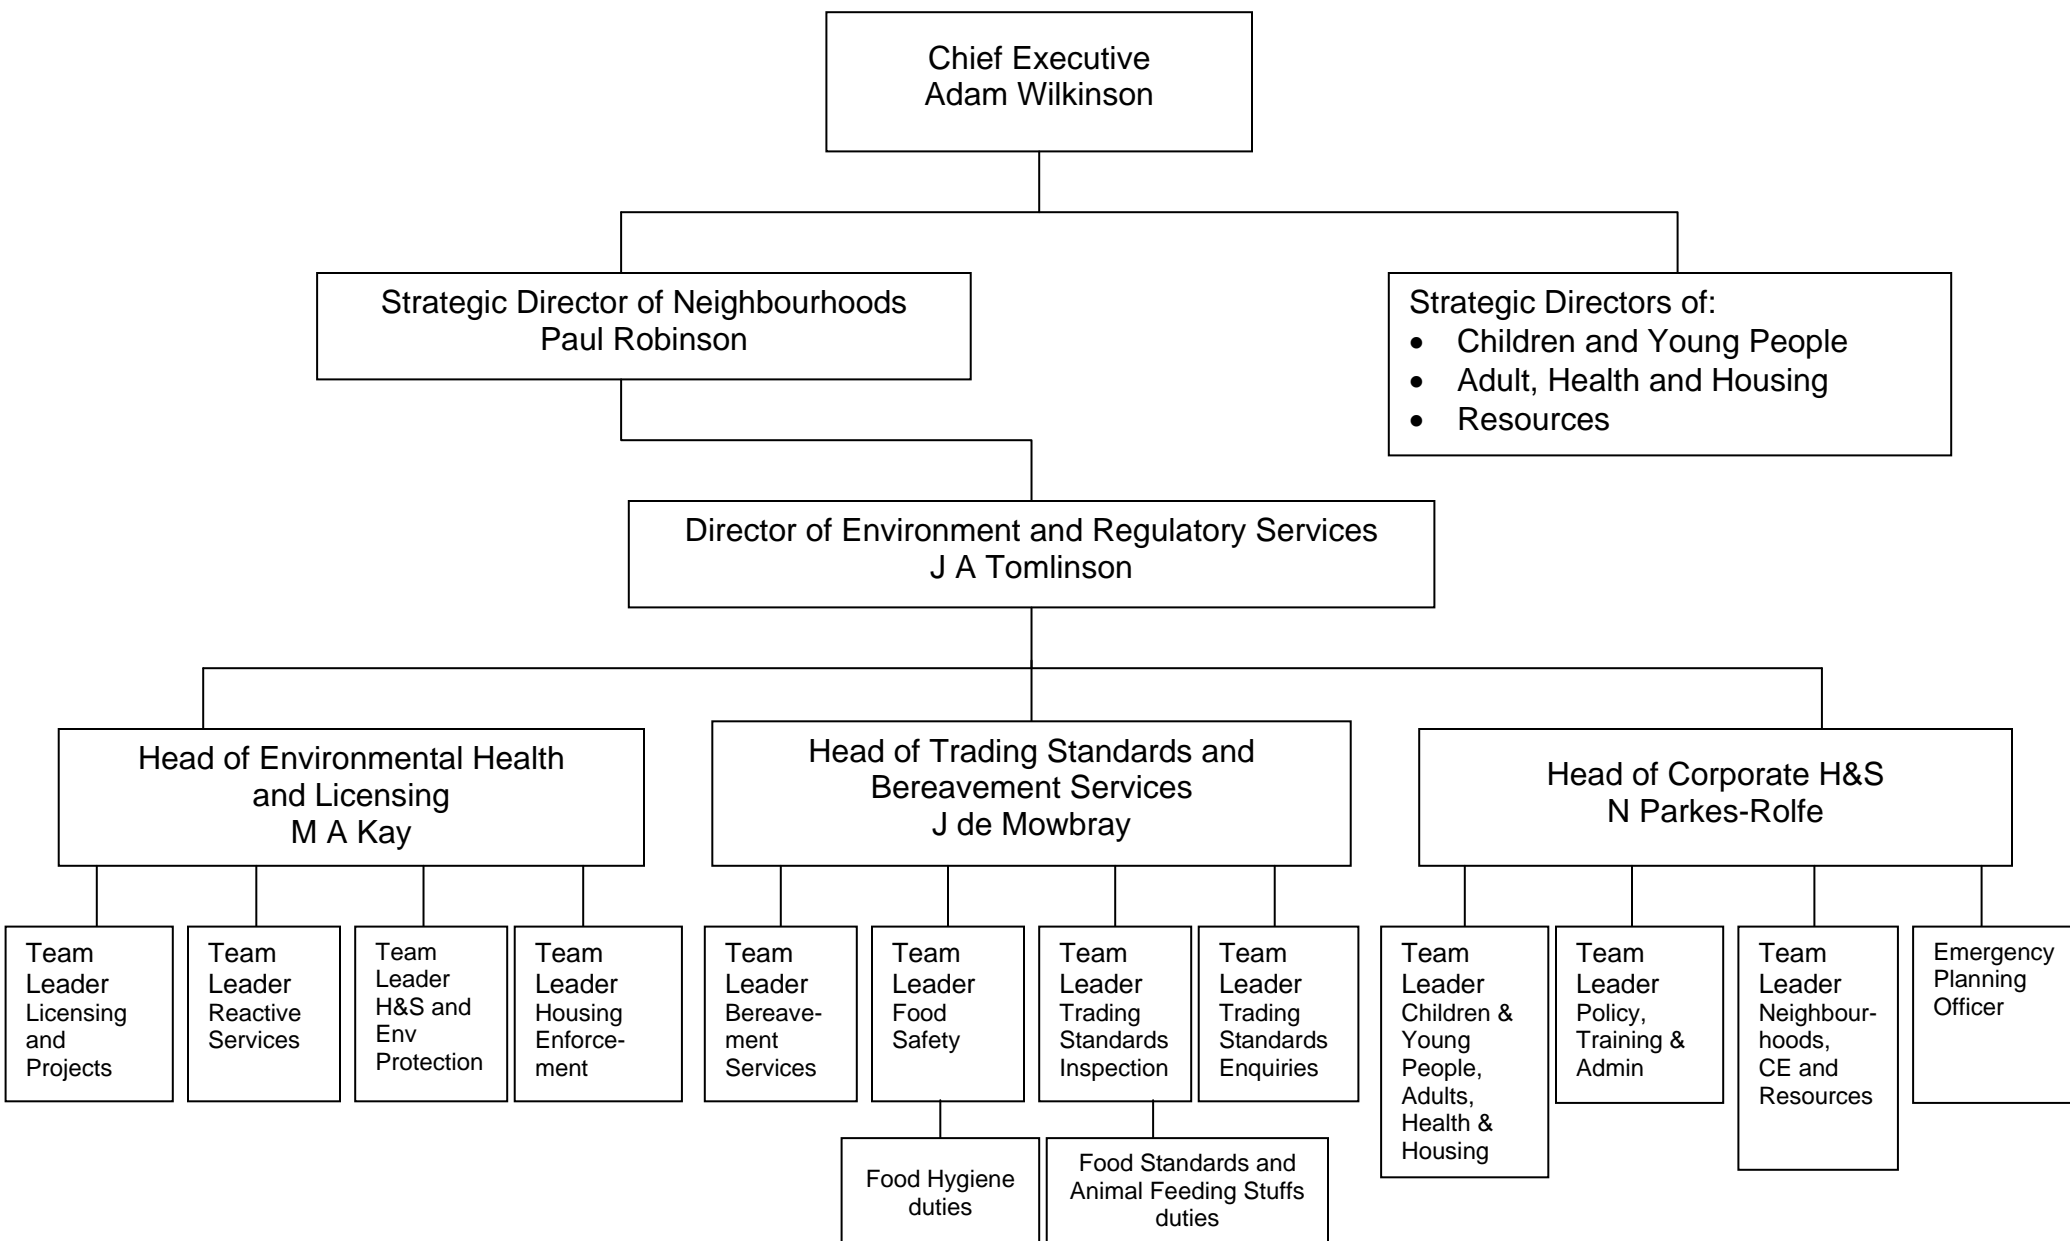 Chief Executive
Adam Wilkinson
Strategic Director of Neighbourhoods
Paul Robinson
Strategic Directors of:
• Children and Young People
• Adult, Health and Housing
• Resources
Director of Environment and Regulatory Services
J A Tomlinson
Head of Environmental Health
and Licensing
M A Kay
Head of Trading Standards and
Bereavement Services
J de Mowbray
Head of Corporate H&S
N Parkes-Rolfe
Team
Leader
Licensing
and
Projects
Team
Leader
Reactive
Services
Team
Leader
H&S and
Env
Protection
Team
Leader
Housing
Enforce-
ment
Team
Leader
Bereave-
ment
Services
Team
Leader
Food
Safety
Team
Leader
Trading
Standards
Inspection
Team
Leader
Trading
Standards
Enquiries
Team
Leader
Children &
Young
People,
Adults,
Health &
Housing
Team
Leader
Policy,
Training &
Admin
Team
Leader
Neighbour-
hoods,
CE and
Resources
Emergency
Planning
Officer
Food Hygiene
duties
Food Standards and
Animal Feeding Stuffs
duties